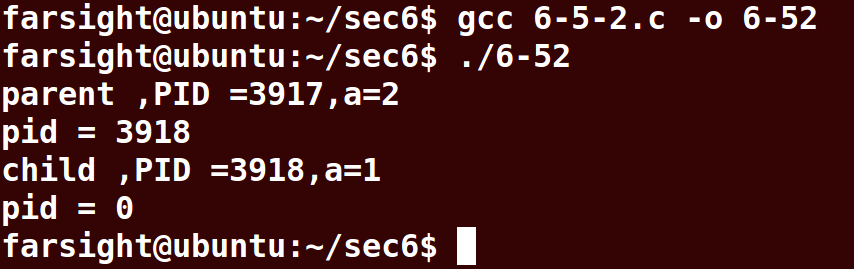 farsight@ubuntu:~/sec6$ gcc 6-5-2.c -o 6-52
farsight@ubuntu:~/sec6$ ./6-52
parent ,PID =3917,a=2
pid = 3918
child ,PID =3918,a=1
pid = 0
farsight@ubuntu:~/sec6$